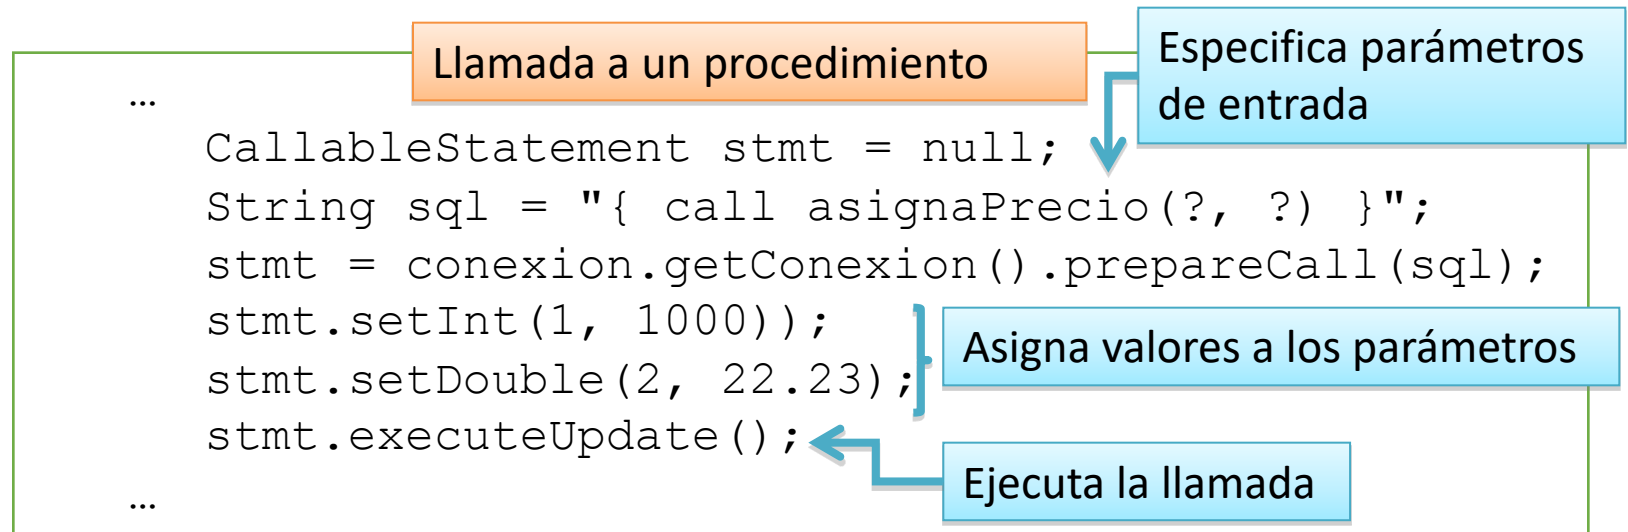 Llamada a un procedimiento
Especifica parámetros
de entrada
…
CallableStatement stmt = null;
String sql = "{ call asignaPrecio(?, ?) }";
stmt = conexion.getConexion().prepareCall(sql);
stmt.setInt(1, 1000));
Asigna valores a los parámetros
stmt.setDouble(2, 22.23);
stmt.executeUpdate();
Ejecuta la llamada
…